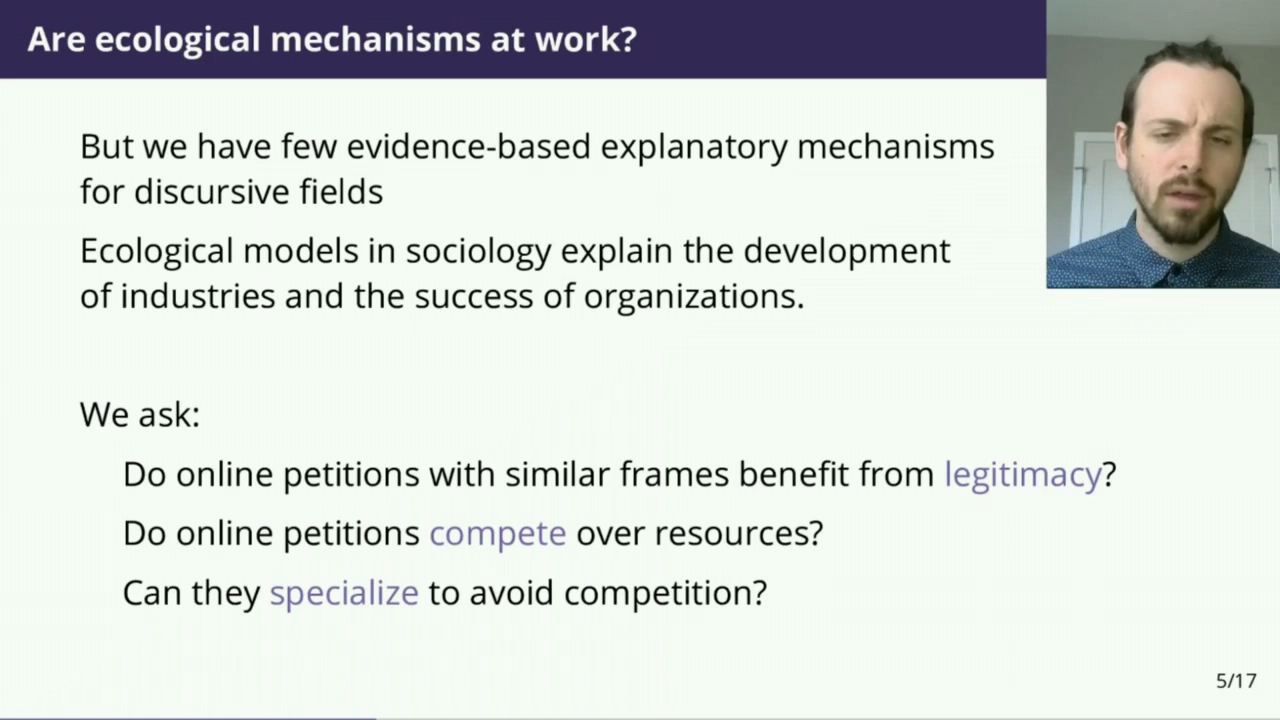 Are ecological mechanisms at work?
But we have few evidence-based explanatory mechanisms
for discursive fields
Ecological models in sociology explain the development
of industries and the success of organizations.
We ask:
Do online petitions with similar frames benefit from legitimacy?
Do online petitions compete over resources?
Can they specialize to avoid competition?
5/17